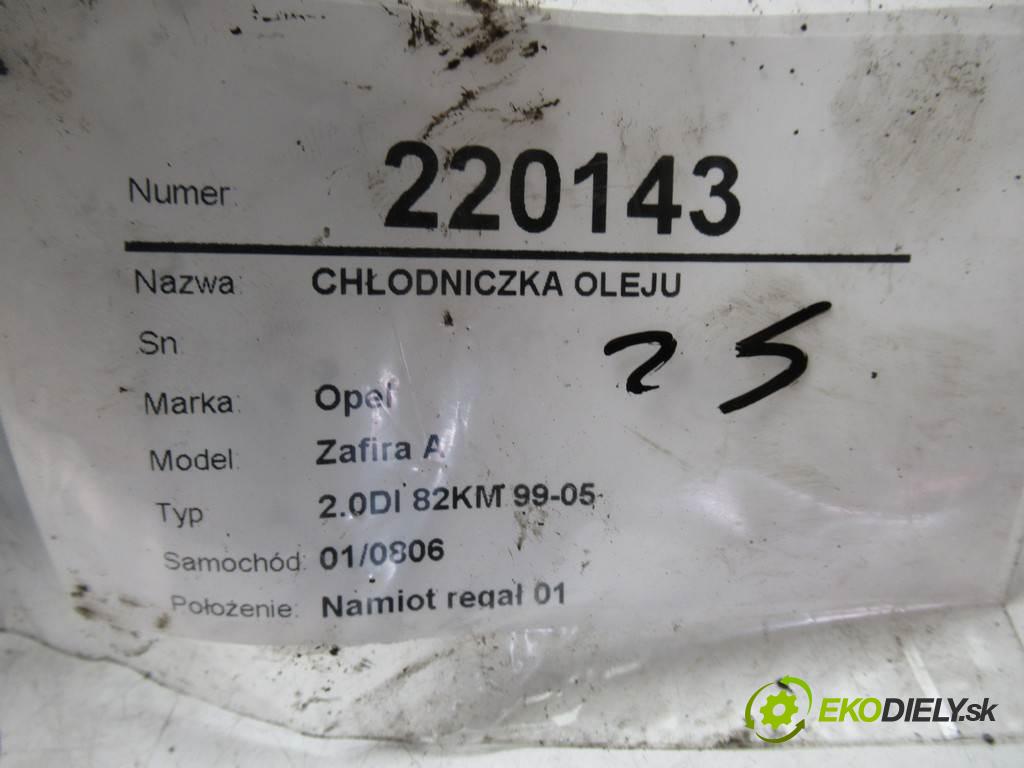 Numer: 220143
Nazwa: CHŁODNICZKA OLEJU
Sn
25
Marka: Opel
Model: Zafira A
Typ 2.0DI 82KM 99-05
Samochód: 01/0806
Położenie: Namiot regał 01
EKODIELY.sk